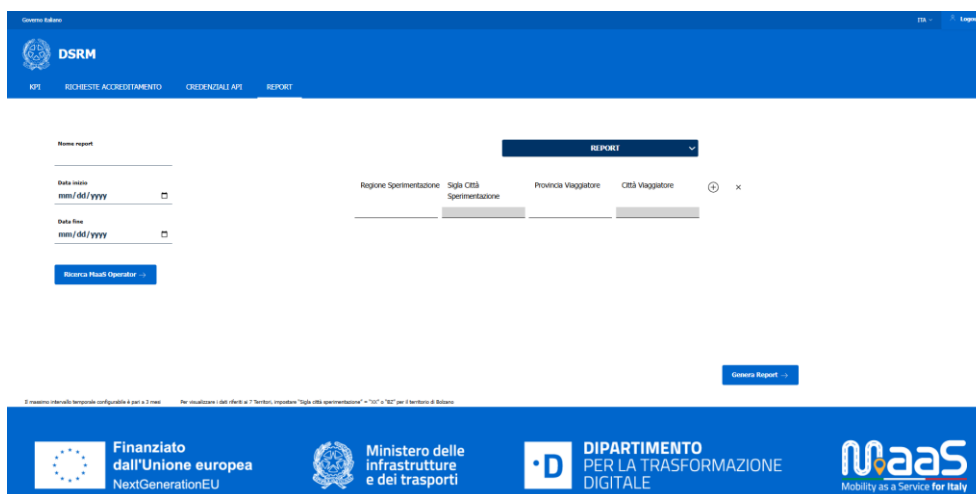 Governo Italiano
ITA
Logout
DSRM
KPI
RICHIESTE ACCREDITAMENTO
CREDENZIALI API
REPORT
Nome report
REPORT
Data inizio
mm/dd/yyyy
Regione Sperimentazione
Sigla Città
Sperimentazione
Provincia Viaggiatore
Città Viaggiatore
Data fine
mm/dd/yyyy
Ricerca MaaS Operator →
Genera Report →
Il massimo intervallo temporale configurabile è pari a 3 mesi
Per visualizzare i dati riferiti ai 7 Territori, impostare "Sigla città sperimentazione" = "XX" o "BZ" per il territorio di Bolzano
Finanziato
dall'Unione europea
NextGenerationEU
Ministero delle
infrastrutture
e dei trasporti
·D
DIPARTIMENTO
PER LA TRASFORMAZIONE
DIGITALE
MaaS
Mobility as a Service for Italy